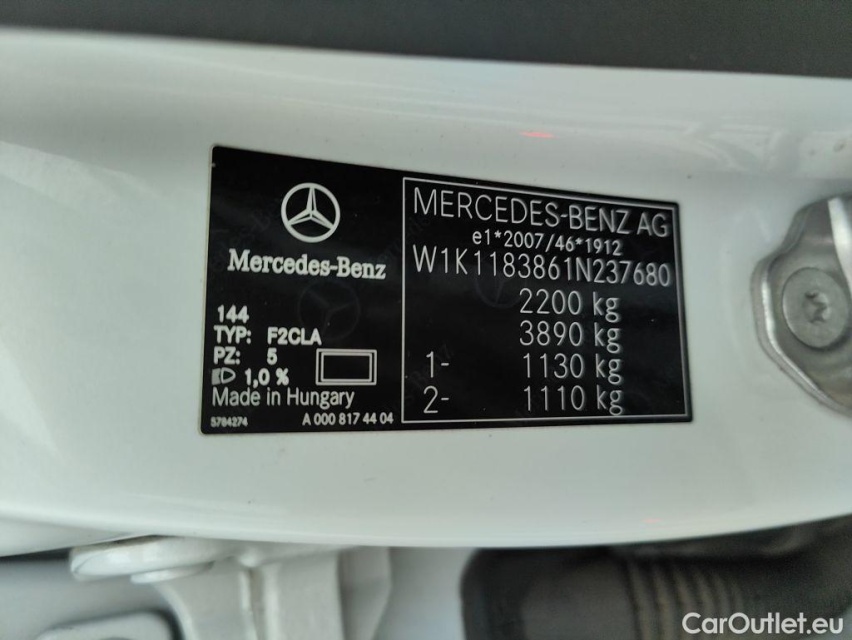 Mercedes-Benz
144
TYP: F2CLA
PZ: 5
1,0 %
Made in Hungary
5784274 A 000 817 44 04
MERCEDES-BENZ AG
e1*2007/46*1912
W1K1183861N237680
2200 kg
3890 kg
1- 1130 kg
2- 1110 kg
CarOutlet.eu